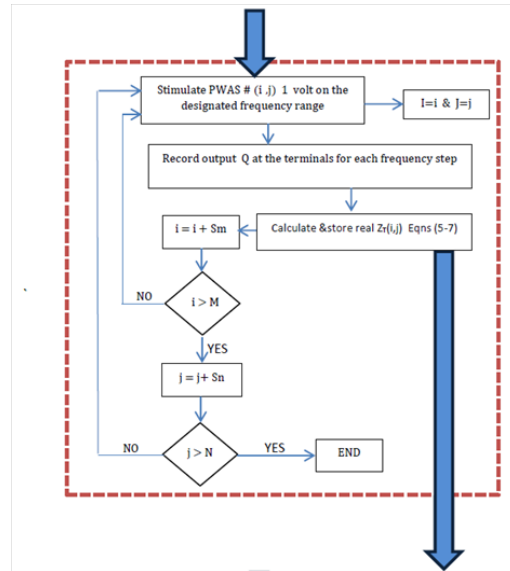 Stimulate PWAS # (i ,j) 1 volt on the
designated frequency range
I=i & J=j
Record output Q at the terminals for each frequency step
i = i + Sm
Calculate &store real ZT(i,j) Eqns (5-7)
NO
i > M
YES
j = j+ Sn
NO
j > N
YES
END